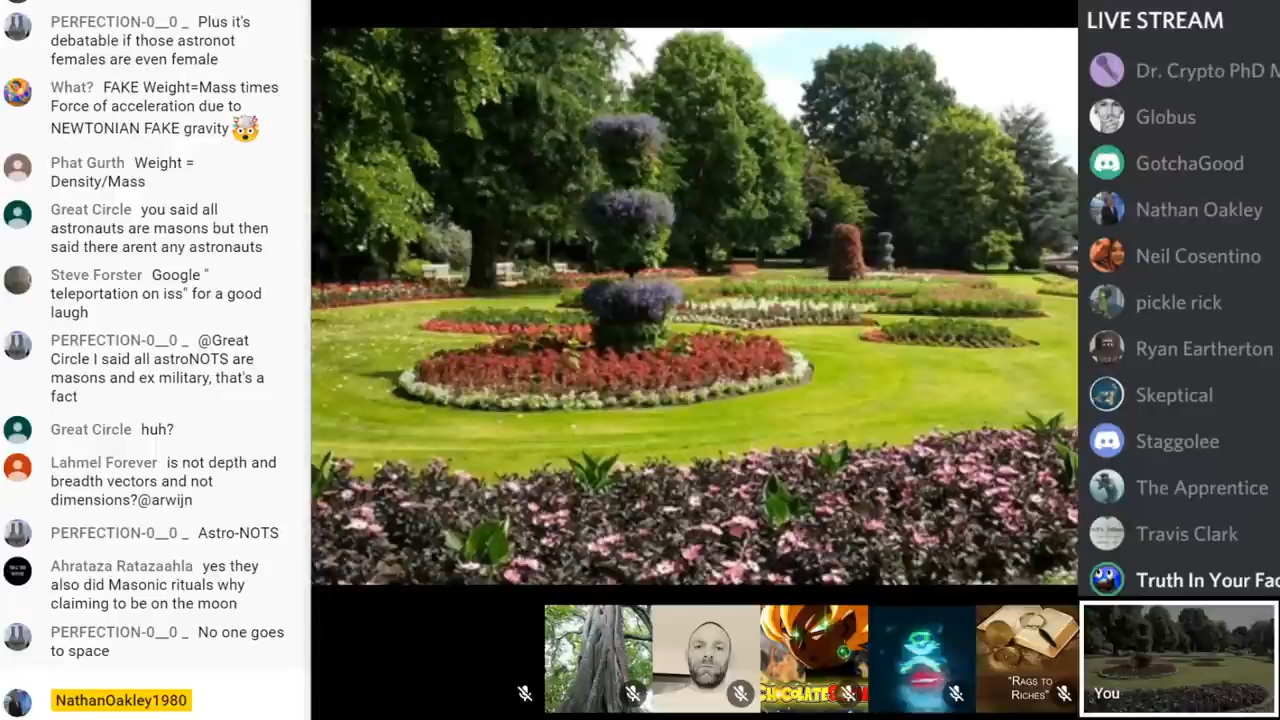 PERFECTION-0__0 _ Plus it's
debatable if those astronot
females are even female
What? FAKE Weight=Mass times
Force of acceleration due to
NEWTONIAN FAKE gravity
Phat Gurth Weight =
Density/Mass
Great Circle you said all
astronauts are masons but then
said there arent any astronauts
Steve Forster Google "
teleportation on iss" for a good
laugh
PERFECTION-0__0 _ @Great
Circle I said all astroNOTS are
masons and ex military, that's a
fact
Great Circle huh?
Lahmel Forever is not depth and
breadth vectors and not
dimensions?@arwijn
PERFECTION-0__0 _ Astro-NOTS
Ahrataza Ratazaahla yes they
also did Masonic rituals why
claiming to be on the moon
PERFECTION-0__0 _ No one goes
to space
NathanOakley1980
LIVE STREAM
Dr. Crypto PhD M
Globus
GotchaGood
Nathan Oakley
Neil Cosentino
pickle rick
Ryan Eartherton
Skeptical
Staggolee
The Apprentice
Travis Clark
Truth In Your Fac
"RAGS TO
RICHES"
You